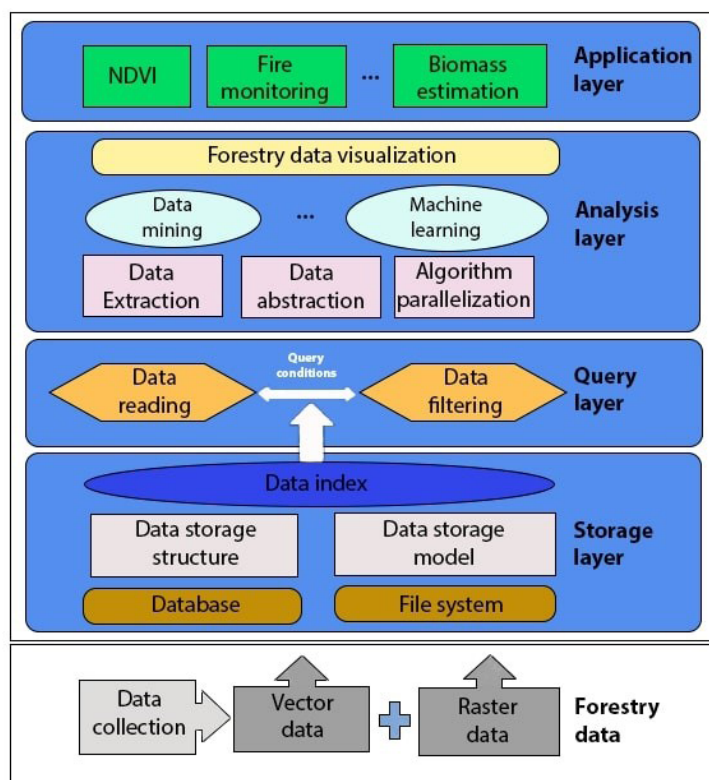 NDVI
Fire
monitoring
...
Biomass
estimation
Application
layer
Forestry data visualization
Data
mining
...
Machine
learning
Data
Extraction
Data
abstraction
Algorithm
parallelization
Analysis
layer
Data
reading
Query
conditions
Data
filtering
Query
layer
Data index
Data storage
structure
Data storage
model
Database
File system
Storage
layer
Data
collection
Vector
data
Raster
data
Forestry
data